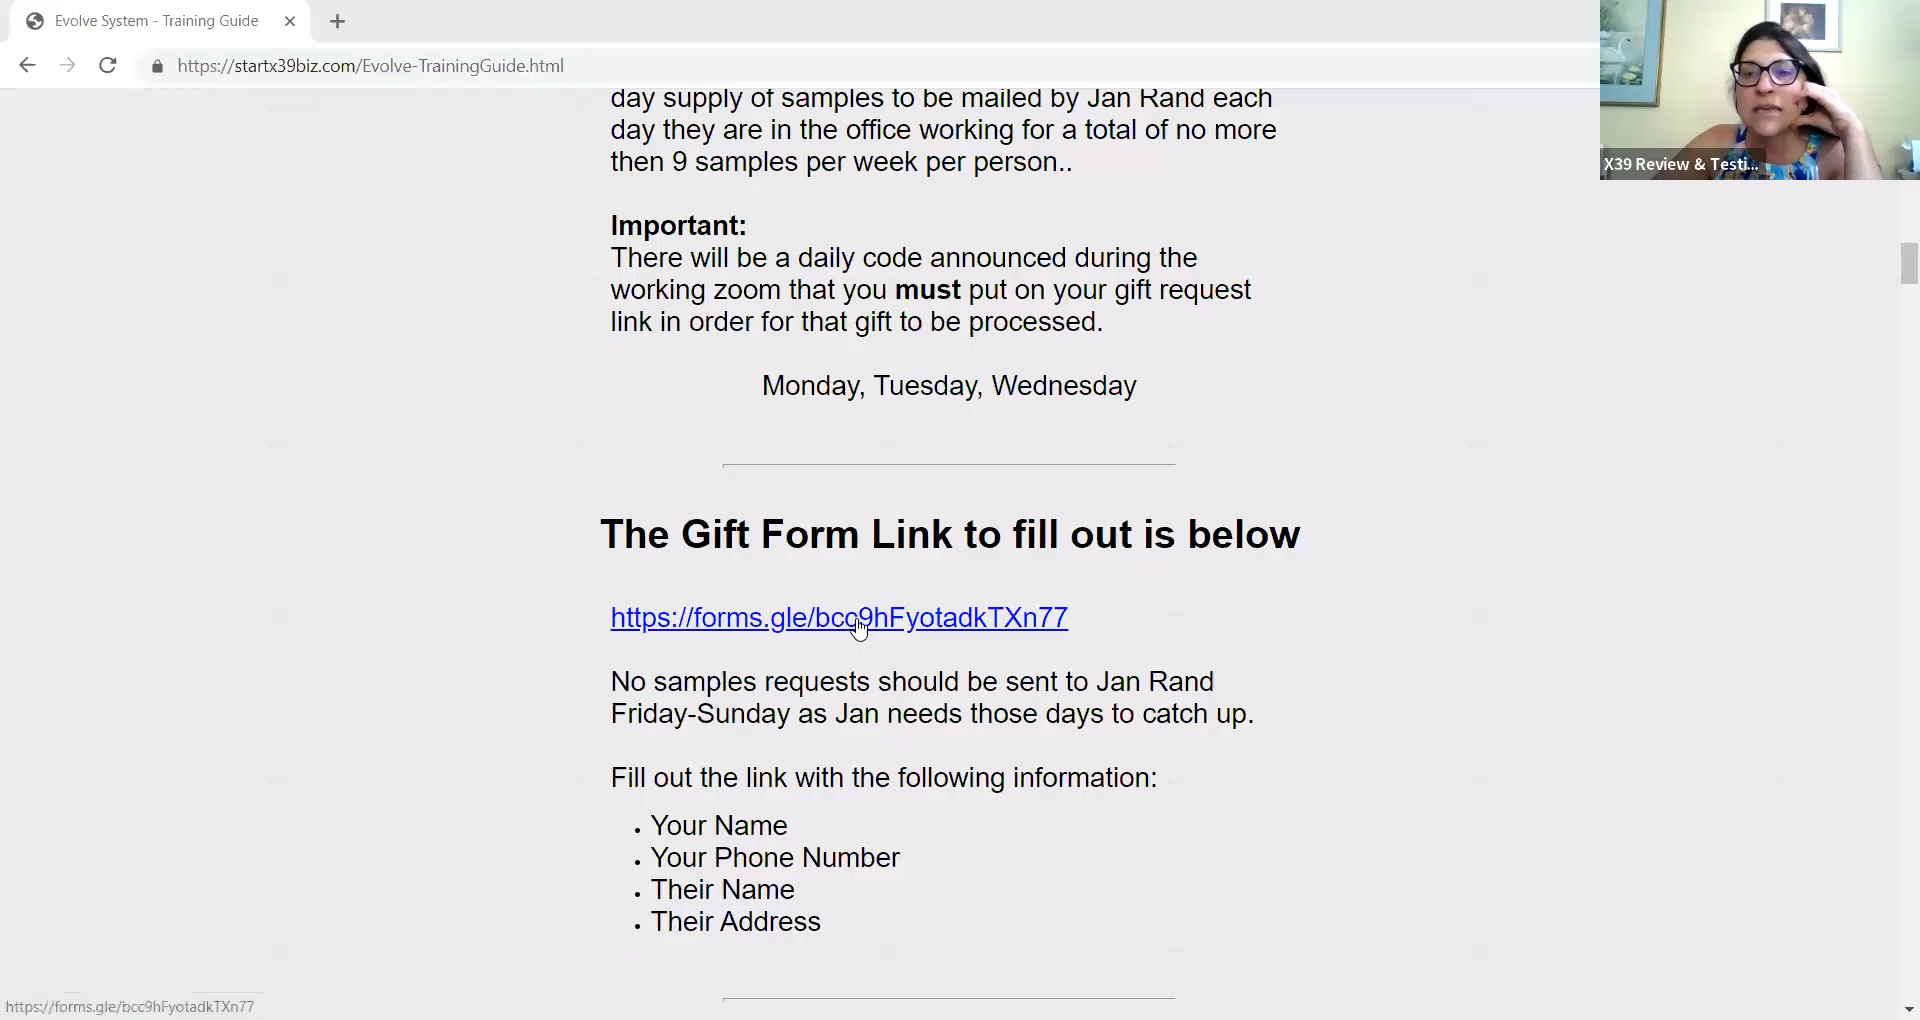 Evolve System - Training Guide
https://startx39biz.com/Evolve-TrainingGuide.html
X39 Review & Testi...
day supply of samples to be mailed by Jan Rand each
day they are in the office working for a total of no more
then 9 samples per week per person..
Important:
There will be a daily code announced during the
working zoom that you must put on your gift request
link in order for that gift to be processed.
Monday, Tuesday, Wednesday
The Gift Form Link to fill out is below
https://forms.gle/bcc9hFyotadkTXn77
No samples requests should be sent to Jan Rand
Friday-Sunday as Jan needs those days to catch up.
Fill out the link with the following information:
• Your Name
• Your Phone Number
• Their Name
• Their Address
https://forms.gle/bcc9hFyotadkTXn77